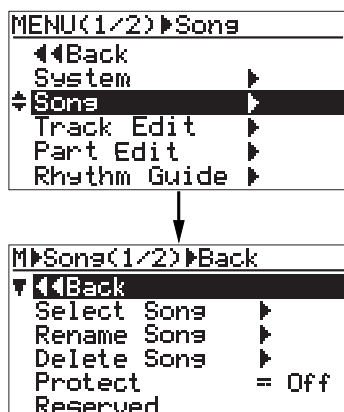 MENU(1/2)▶Song
◀◀Back
System ▶
Song ▶
Track Edit ▶
Part Edit ▶
Rhythm Guide ▶
M▶Song(1/2)▶Back
◀◀Back
Select Song ▶
Rename Song ▶
Delete Song ▶
Protect = Off
Reserved